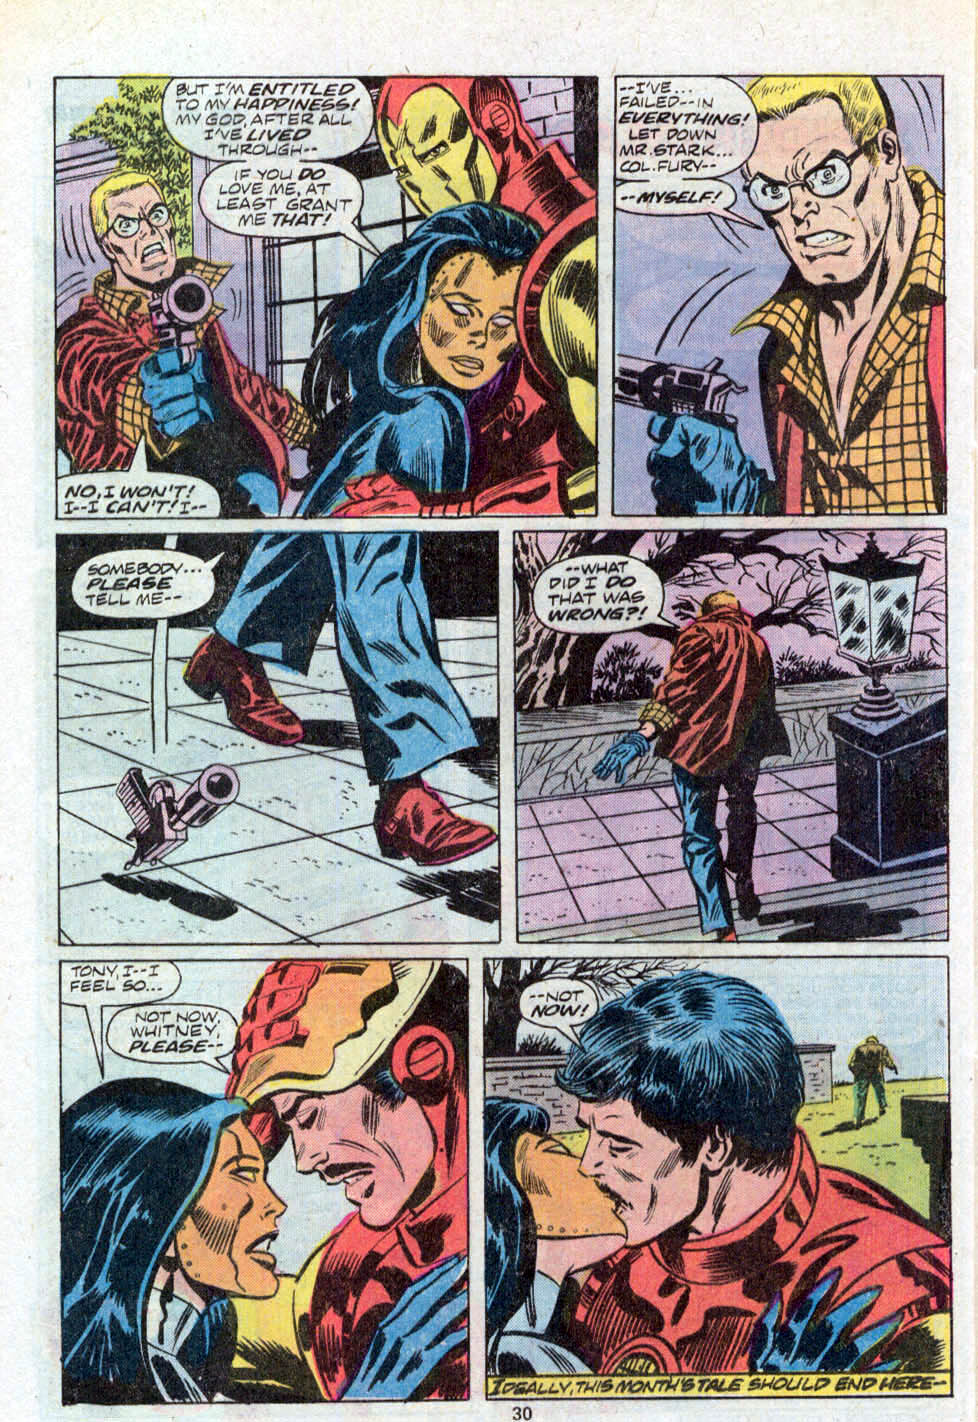 BUT I'M ENTITLED
TO MY HAPPINESS!
MY GOD, AFTER ALL
I'VE LIVED
THROUGH--
IF YOU DO
LOVE ME, AT
LEAST GRANT
ME THAT!
NO, I WON'T!
I--I CAN'T! I--
--I'VE...
FAILED--IN
EVERYTHING!
LET DOWN
MR. STARK...
COL. FURY--
--MYSELF!
SOMEBODY...
PLEASE
TELL ME--
--WHAT
DID I DO
THAT WAS
WRONG?!
TONY, I--I
FEEL SO...
NOT NOW,
WHITNEY,
PLEASE--
--NOT
NOW!
IDEALLY, THIS MONTH'S TALE SHOULD END HERE--
30